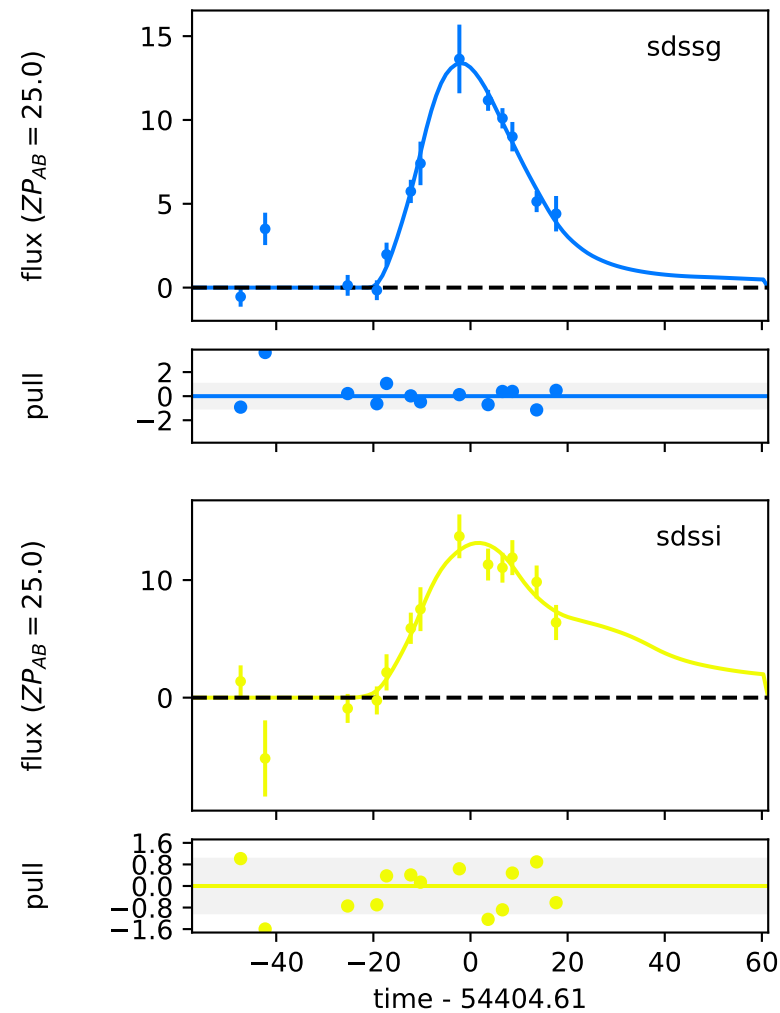 sdssg
flux (ZP_AB = 25.0)
15
10
5
0
pull
2
0
−2
sdssi
flux (ZP_AB = 25.0)
10
0
pull
1.6
0.8
0.0
−0.8
−1.6
−40 −20 0 20 40 60
time - 54404.61